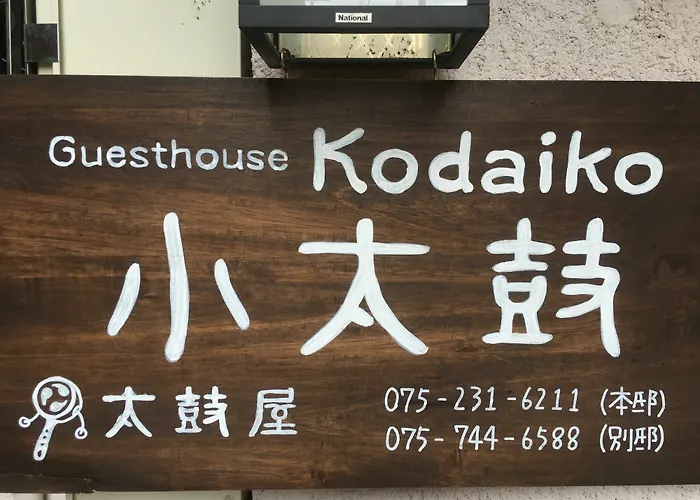 National
Guesthouse Kodaiko
小太鼓
太鼓屋
075-231-6211 (本邸)
075-744-6588 (別邸)